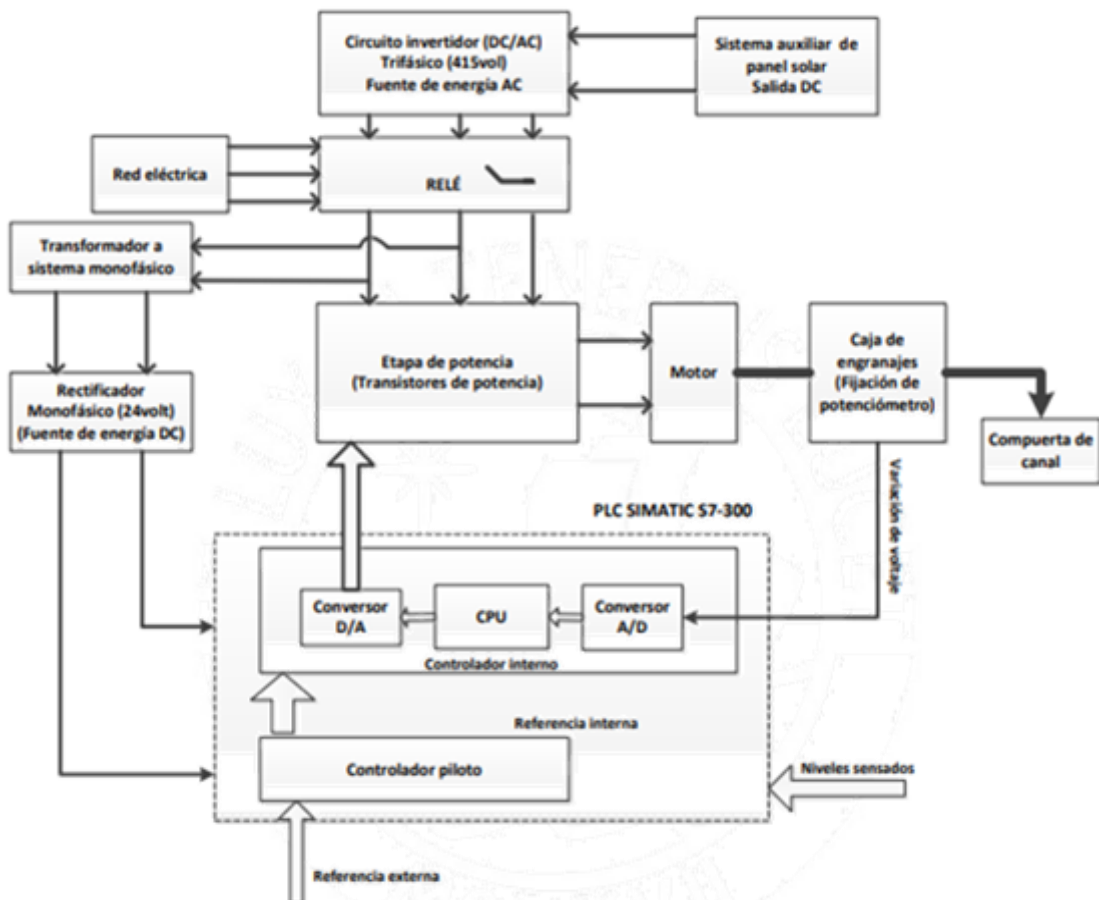 Circuito invertidor (DC/AC)
Trifásico (415vol)
Fuente de energía AC
Sistema auxiliar de
panel solar
Salida DC
Red eléctrica
RELÉ
Transformador a
sistema monofásico
Etapa de potencia
(Transistores de potencia)
Motor
Caja de
engranajes
(Fijación de
potenciómetro)
Rectificador
Monofásico (24volt)
(Fuente de energía DC)
Compuerta de
canal
Variación de voltaje
PLC SIMATIC S7-300
Conversor
D/A
CPU
Conversor
A/D
Controlador interno
Referencia interna
Controlador piloto
Niveles sensados
Referencia externa